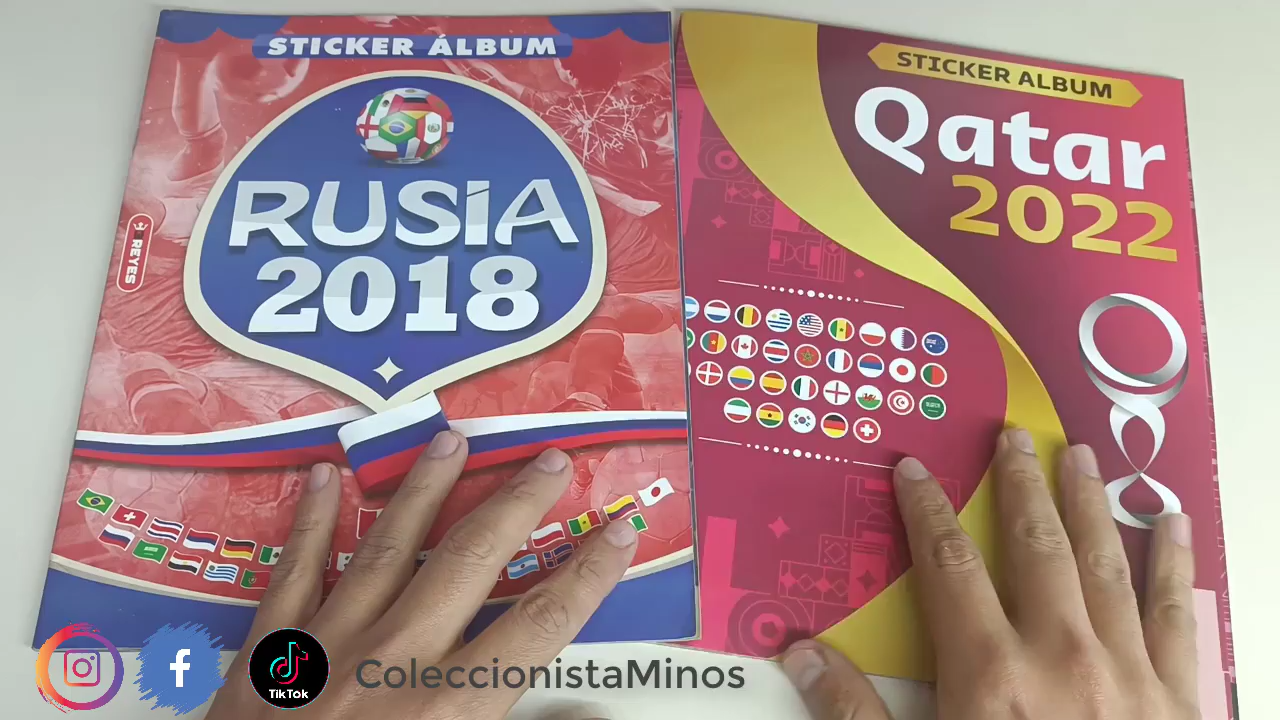 STICKER ÁLBUM
RUSIA
2018
REYES
STICKER ALBUM
Qatar
2022
TikTok
ColeccionistaMinos